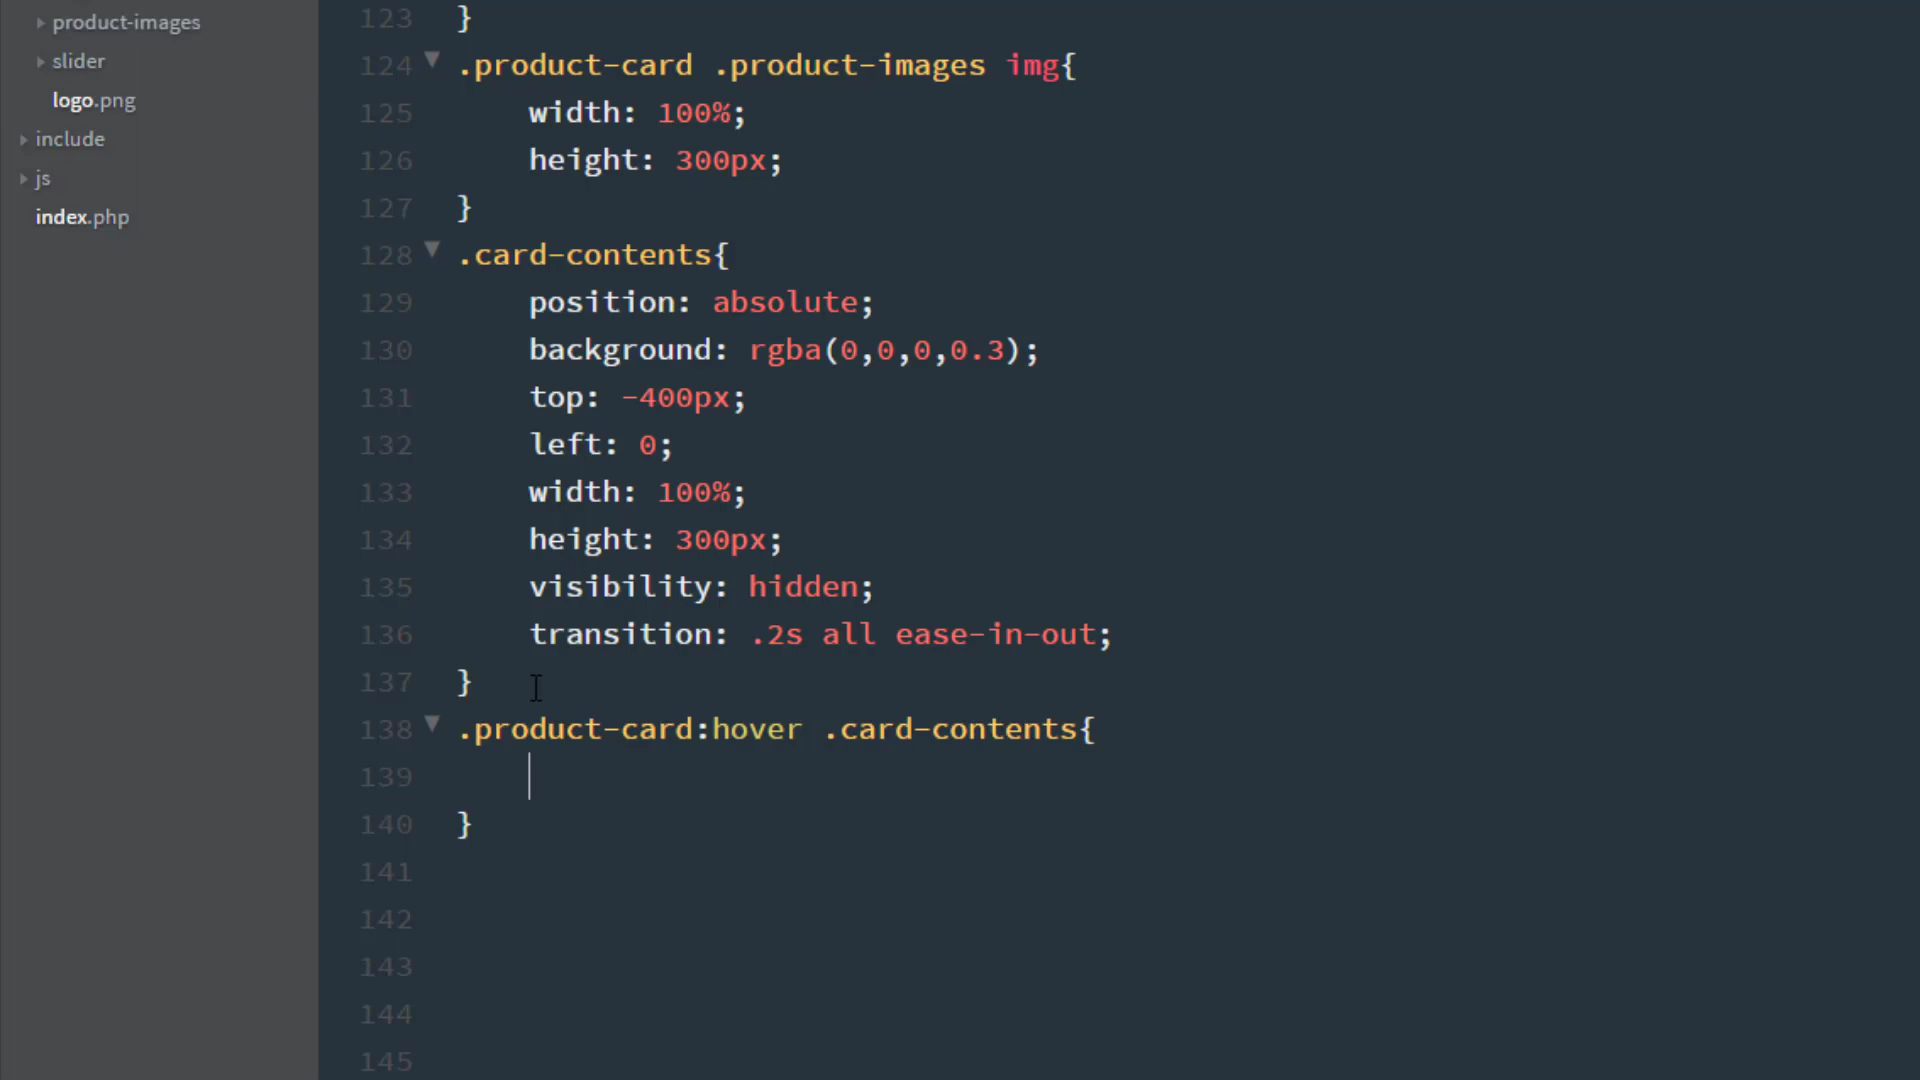 product-images
slider
logo.png
include
js
index.php
123 }
124 .product-card .product-images img{
125 width: 100%;
126 height: 300px;
127 }
128 .card-contents{
129 position: absolute;
130 background: rgba(0,0,0,0.3);
131 top: -400px;
132 left: 0;
133 width: 100%;
134 height: 300px;
135 visibility: hidden;
136 transition: .2s all ease-in-out;
137 }
138 .product-card:hover .card-contents{
139
140 }
141
142
143
144
145